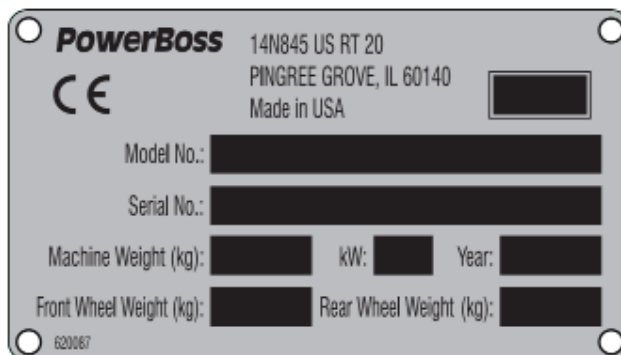 PowerBoss
14N845 US RT 20
PINGREE GROVE, IL 60140
CE
Made in USA
Model No.:
Serial No.:
Machine Weight (kg): kW: Year:
Front Wheel Weight (kg): Rear Wheel Weight (kg):
620087